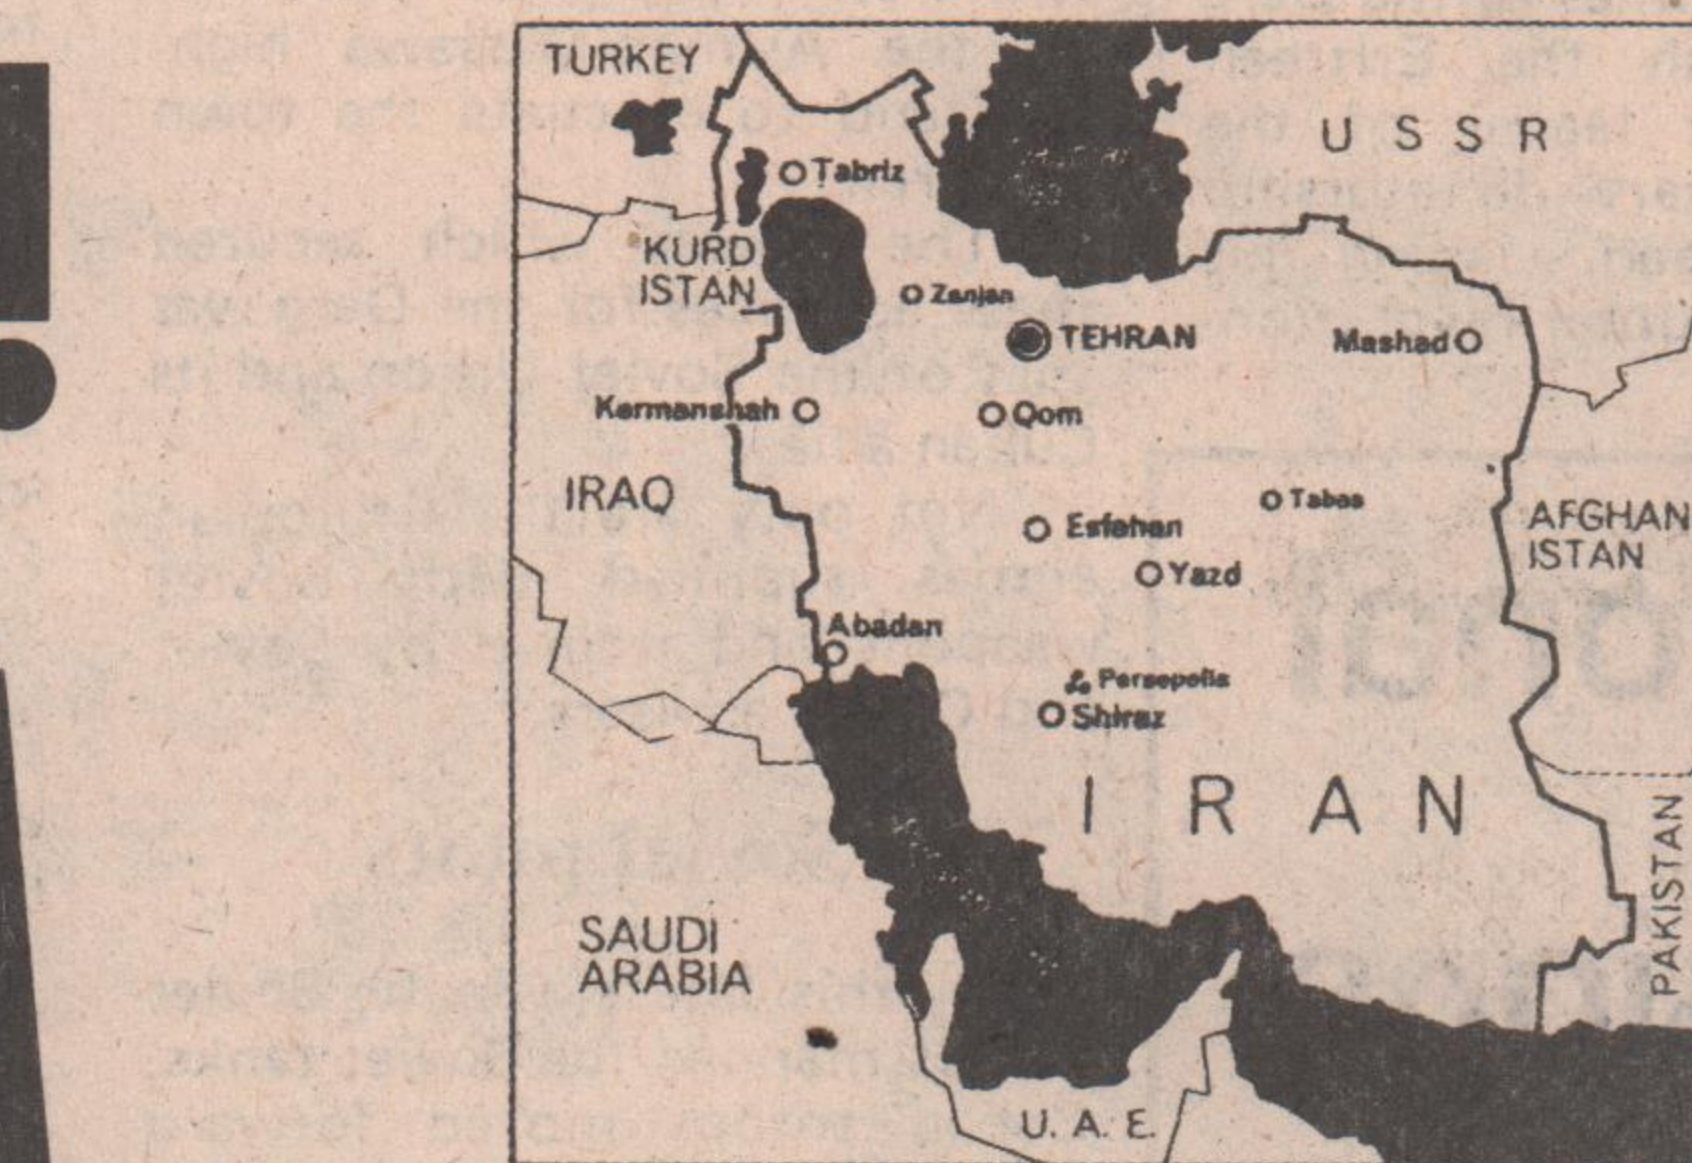 TURKEY
USSR
Tabriz
KURD
ISTAN
Zanjan
TEHRAN
Mashad
Kermanshah
Qom
IRAQ
Tabas
AFGHAN
ISTAN
Esfahan
Yazd
Abadan
Persepolis
Shiraz
IRAN
PAKISTAN
SAUDI
ARABIA
U. A. E.